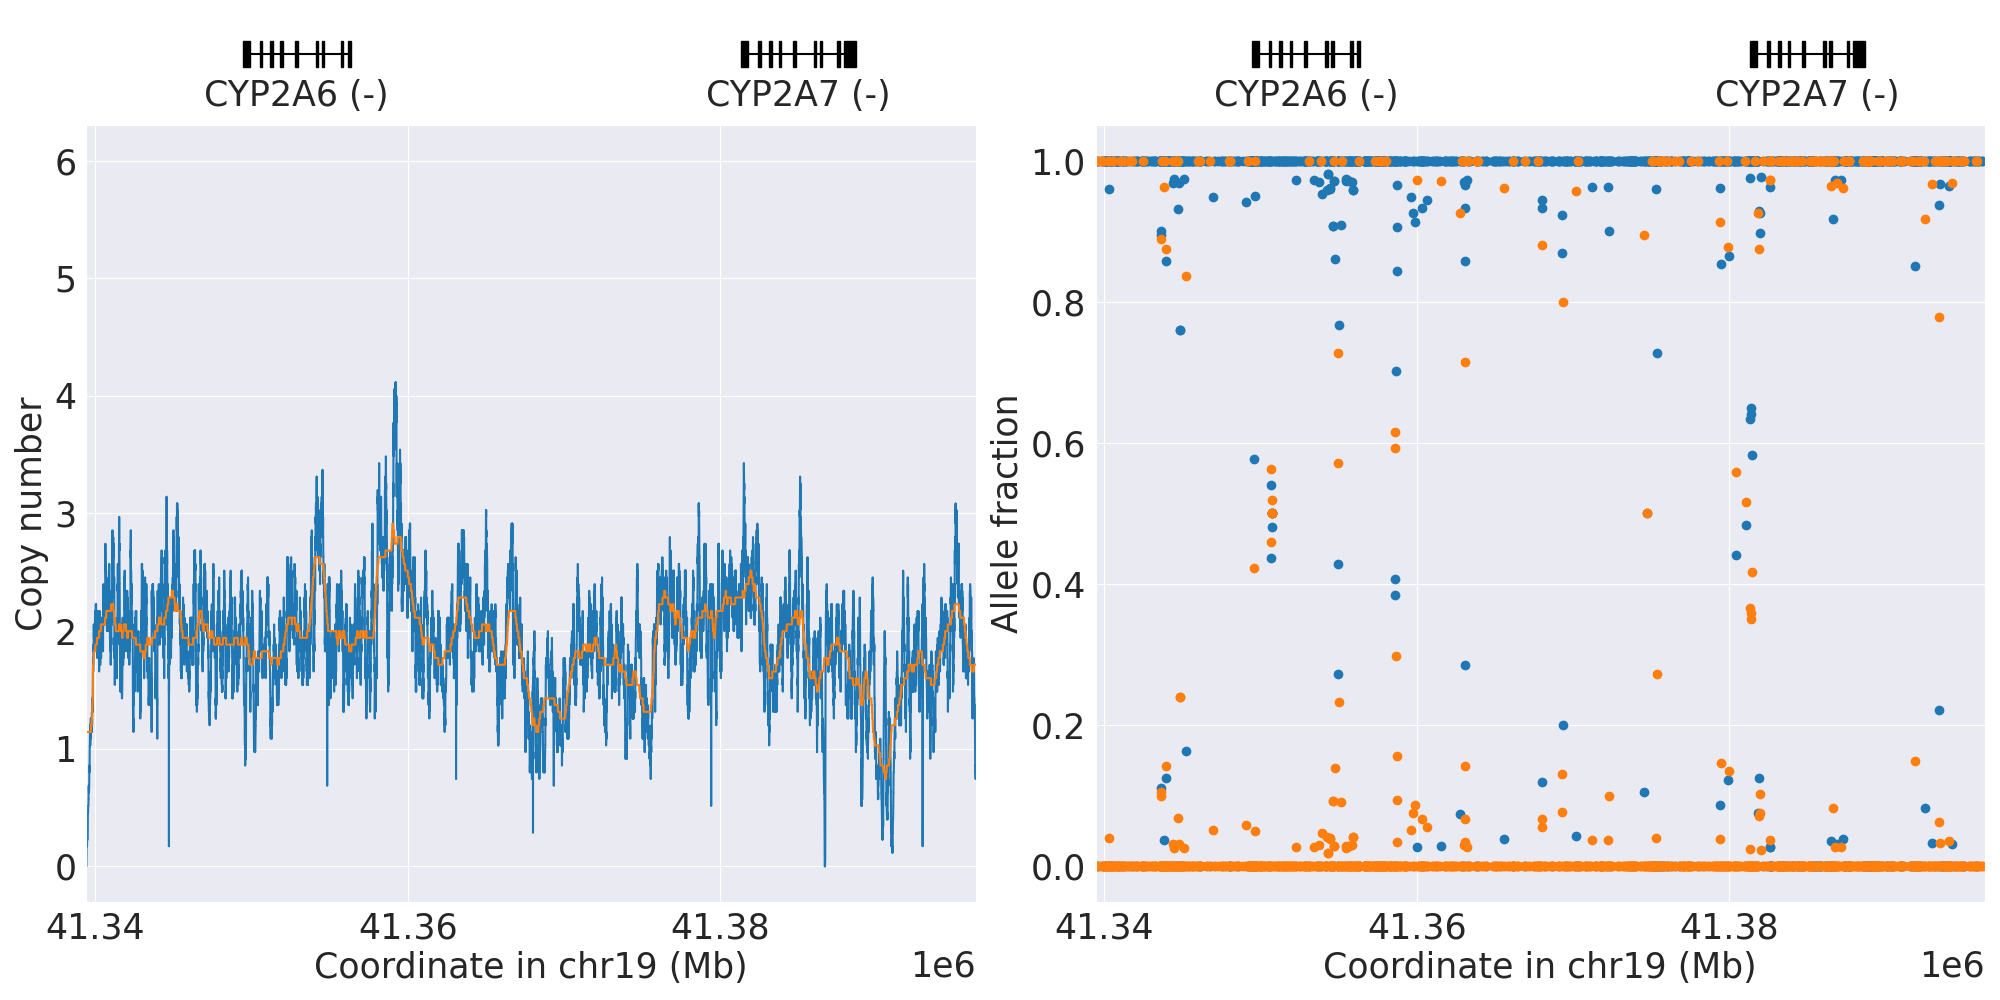 CYP2A6 (-)
CYP2A7 (-)
CYP2A6 (-)
CYP2A7 (-)
6
5
4
3
2
1
0
Copy number
41.34
41.36
41.38
Coordinate in chr19 (Mb)
1e6
1.0
0.8
0.6
0.4
0.2
0.0
Allele fraction
41.34
41.36
41.38
Coordinate in chr19 (Mb)
1e6